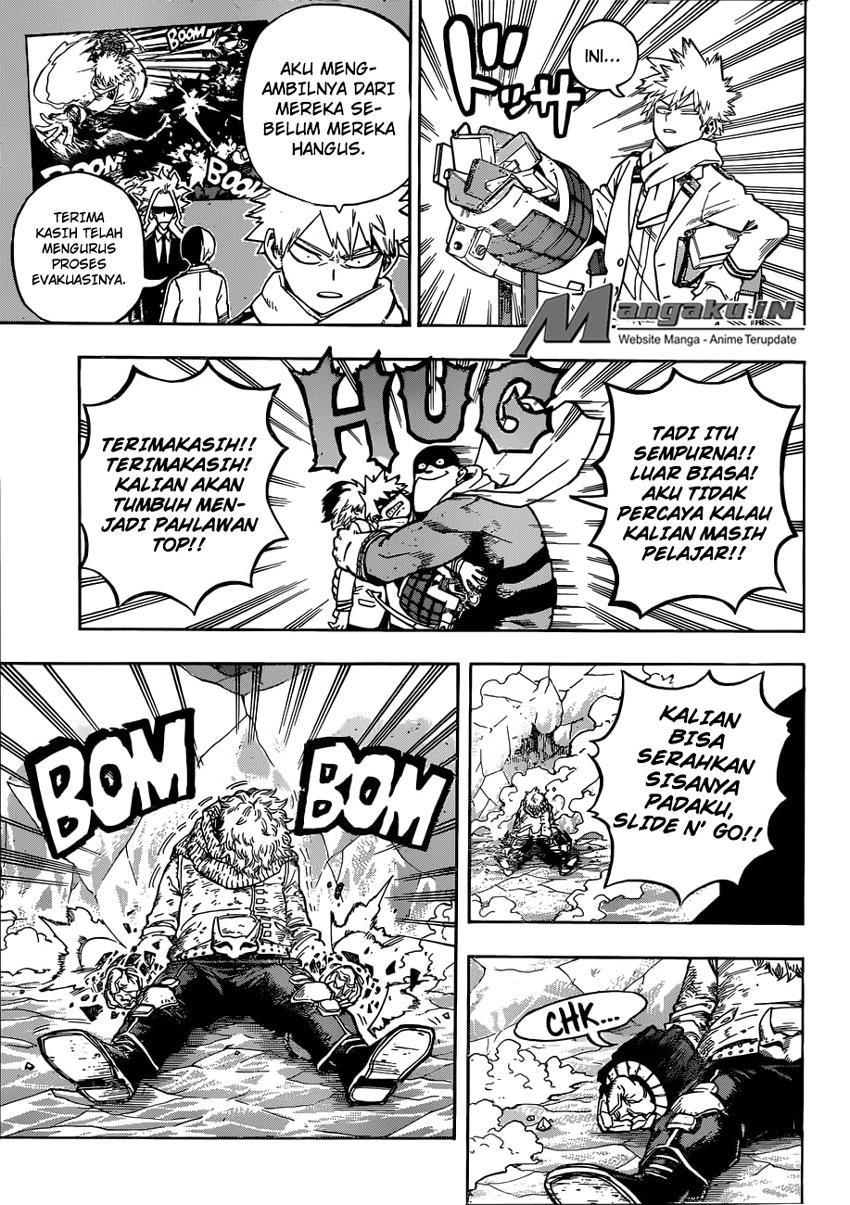 INI...
ドッサ
Mangaku.IN
Website Manga - Anime Terupdate
AKU MENG-
AMBILNYA DARI
MEREKA SE-
BELUM MEREKA
HANGUS.
BOOM
BOOM
BOOM
TERIMA
KASIH TELAH
MENGURUS
PROSES
EVAKUASINYA.
TADI ITU
SEMPURNA!!
LUAR BIASA!
AKU TIDAK
PERCAYA KALAU
KALIAN MASIH
PELAJAR!!
HUG
TERIMAKASIH!!
TERIMAKASIH!
KALIAN AKAN
TUMBUH MEN-
JADI PAHLAWAN
TOP!!
KALIAN
BISA
SERAHKAN
SISANYA
PADAKU,
SLIDE N' GO!!
BOM
BOM
CHK...